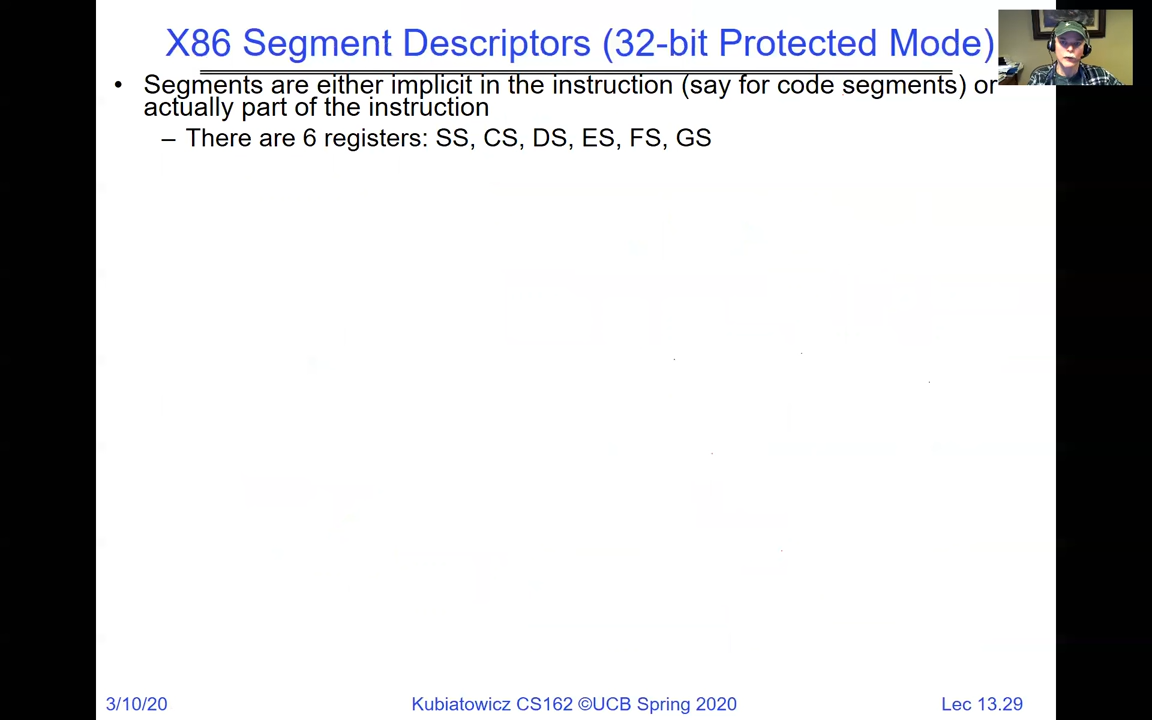 X86 Segment Descriptors (32-bit Protected Mode)
• Segments are either implicit in the instruction (say for code segments) or
actually part of the instruction
– There are 6 registers: SS, CS, DS, ES, FS, GS
3/10/20
Kubiatowicz CS162 ©UCB Spring 2020
Lec 13.29